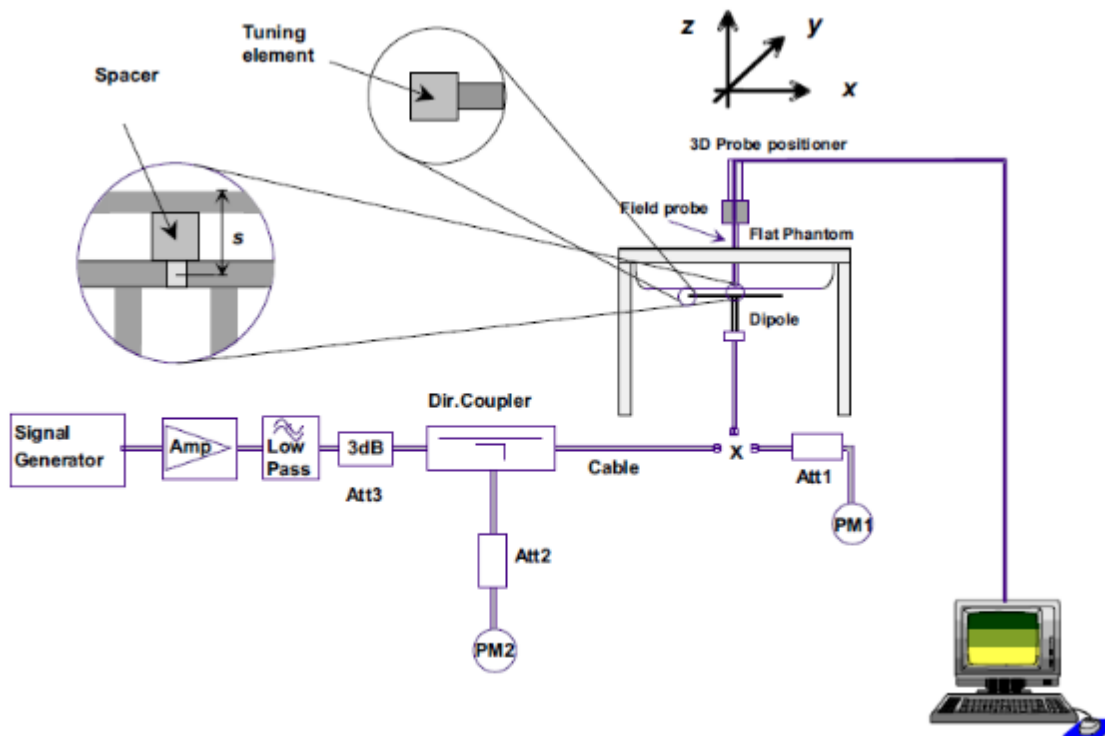 Tuning
element
Spacer
s
z
y
x
3D Probe positioner
Field probe
Flat Phantom
Dipole
Dir.Coupler
Signal
Generator
Amp
Low
Pass
3dB
Att3
Cable
X
Att1
PM1
Att2
PM2